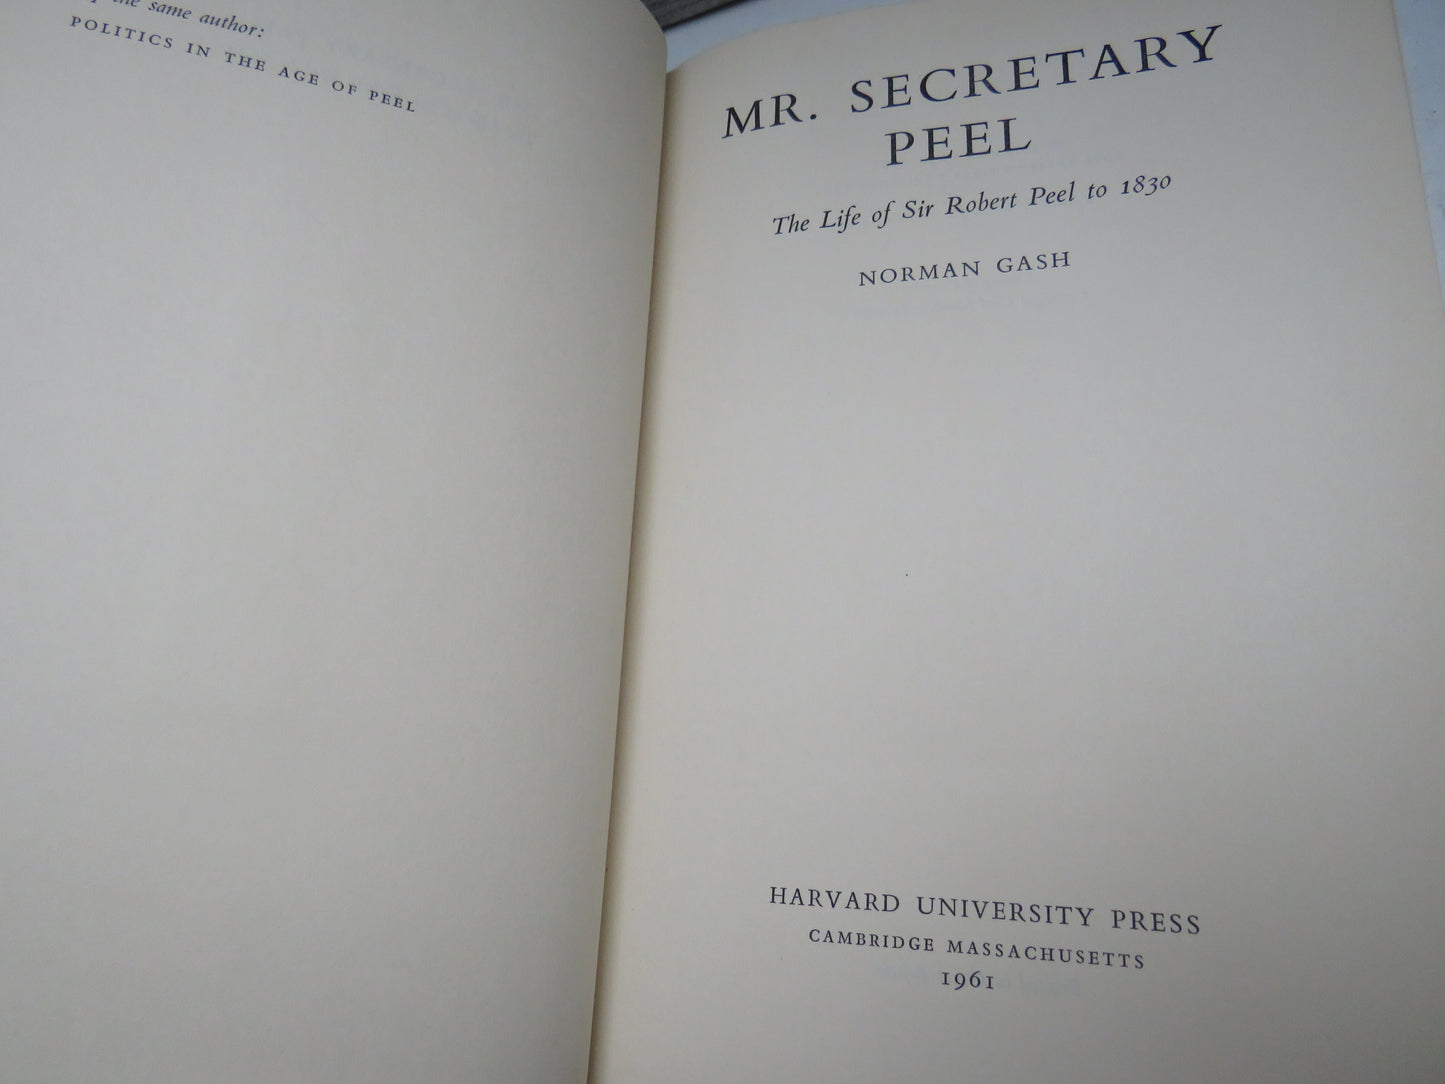 the same author:
POLITICS IN THE AGE OF PEEL
MR. SECRETARY
PEEL
The Life of Sir Robert Peel to 1830
NORMAN GASH
HARVARD UNIVERSITY PRESS
CAMBRIDGE MASSACHUSETTS
1961